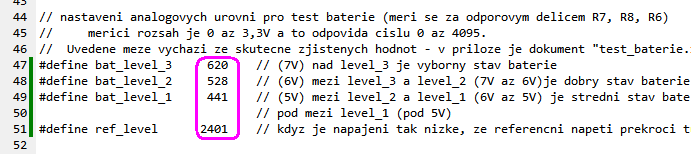 44 // nastaveni analogovych urovni pro test baterie (meri se za odporovym delicem R7, R8, R6)
45 // merici rozsah je 0 az 3,3V a to odpovida cislu 0 az 4095.
46 // Uvedene meze vychazi ze skutecne zjistenych hodnot - v priloze je dokument "test_baterie.
47 #define bat_level_3 620 // (7V) nad level_3 je vyborny stav baterie
48 #define bat_level_2 528 // (6V) mezi level_3 a level_2 (7V az 6V)je dobry stav baterie
49 #define bat_level_1 441 // (5V) mezi level_2 a level_1 (6V az 5V) je stredni stav bate
50 // pod mezi level_1 (pod 5V)
51 #define ref_level 2401 // kdyz je napajeni tak nizke, ze referencni napeti prekroci t
52